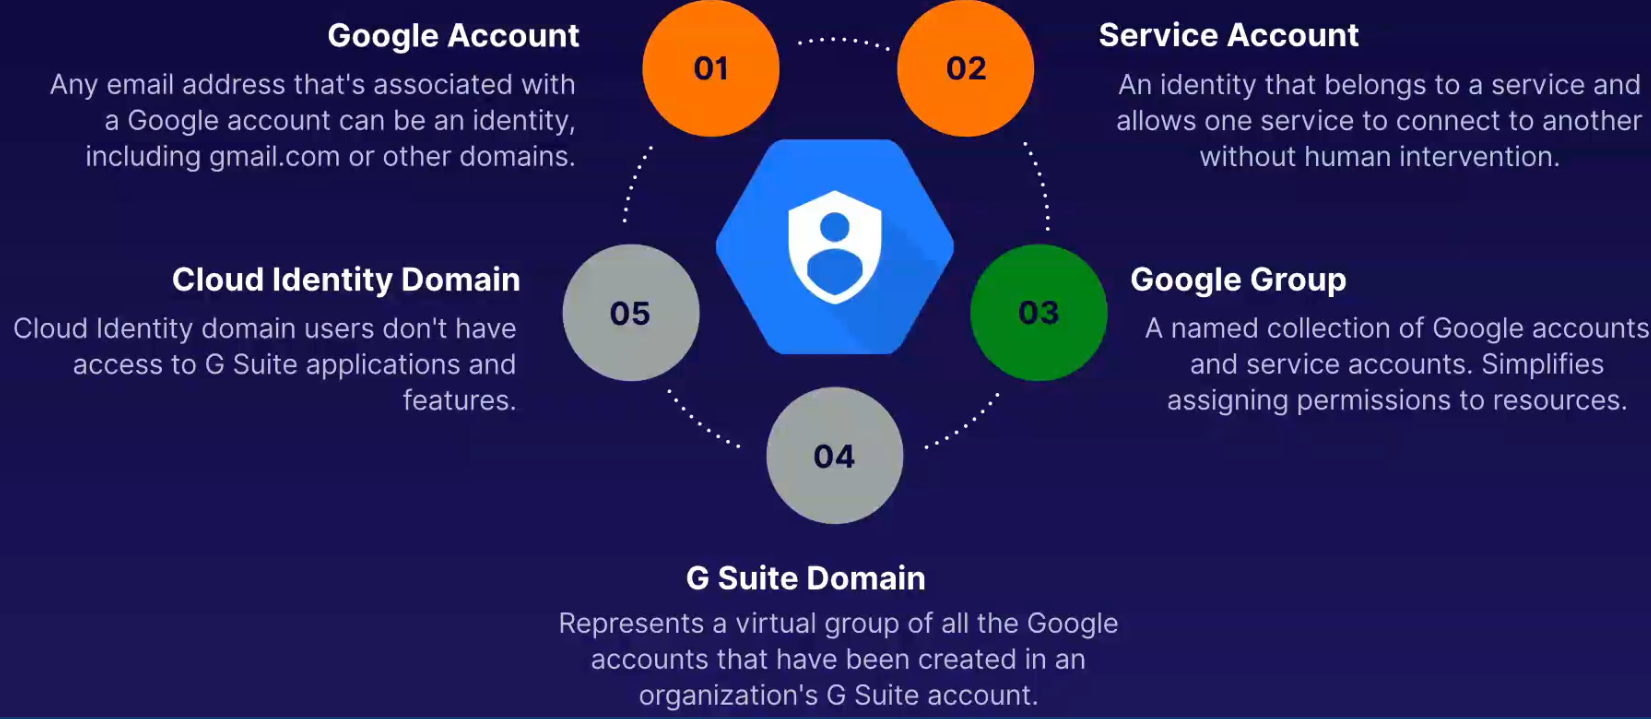 Google Account
01
Any email address that's associated with
a Google account can be an identity,
including gmail.com or other domains.
02
Service Account
An identity that belongs to a service and
allows one service to connect to another
without human intervention.
03
Google Group
A named collection of Google accounts
and service accounts. Simplifies
assigning permissions to resources.
04
G Suite Domain
Represents a virtual group of all the Google
accounts that have been created in an
organization's G Suite account.
05
Cloud Identity Domain
Cloud Identity domain users don't have
access to G Suite applications and
features.